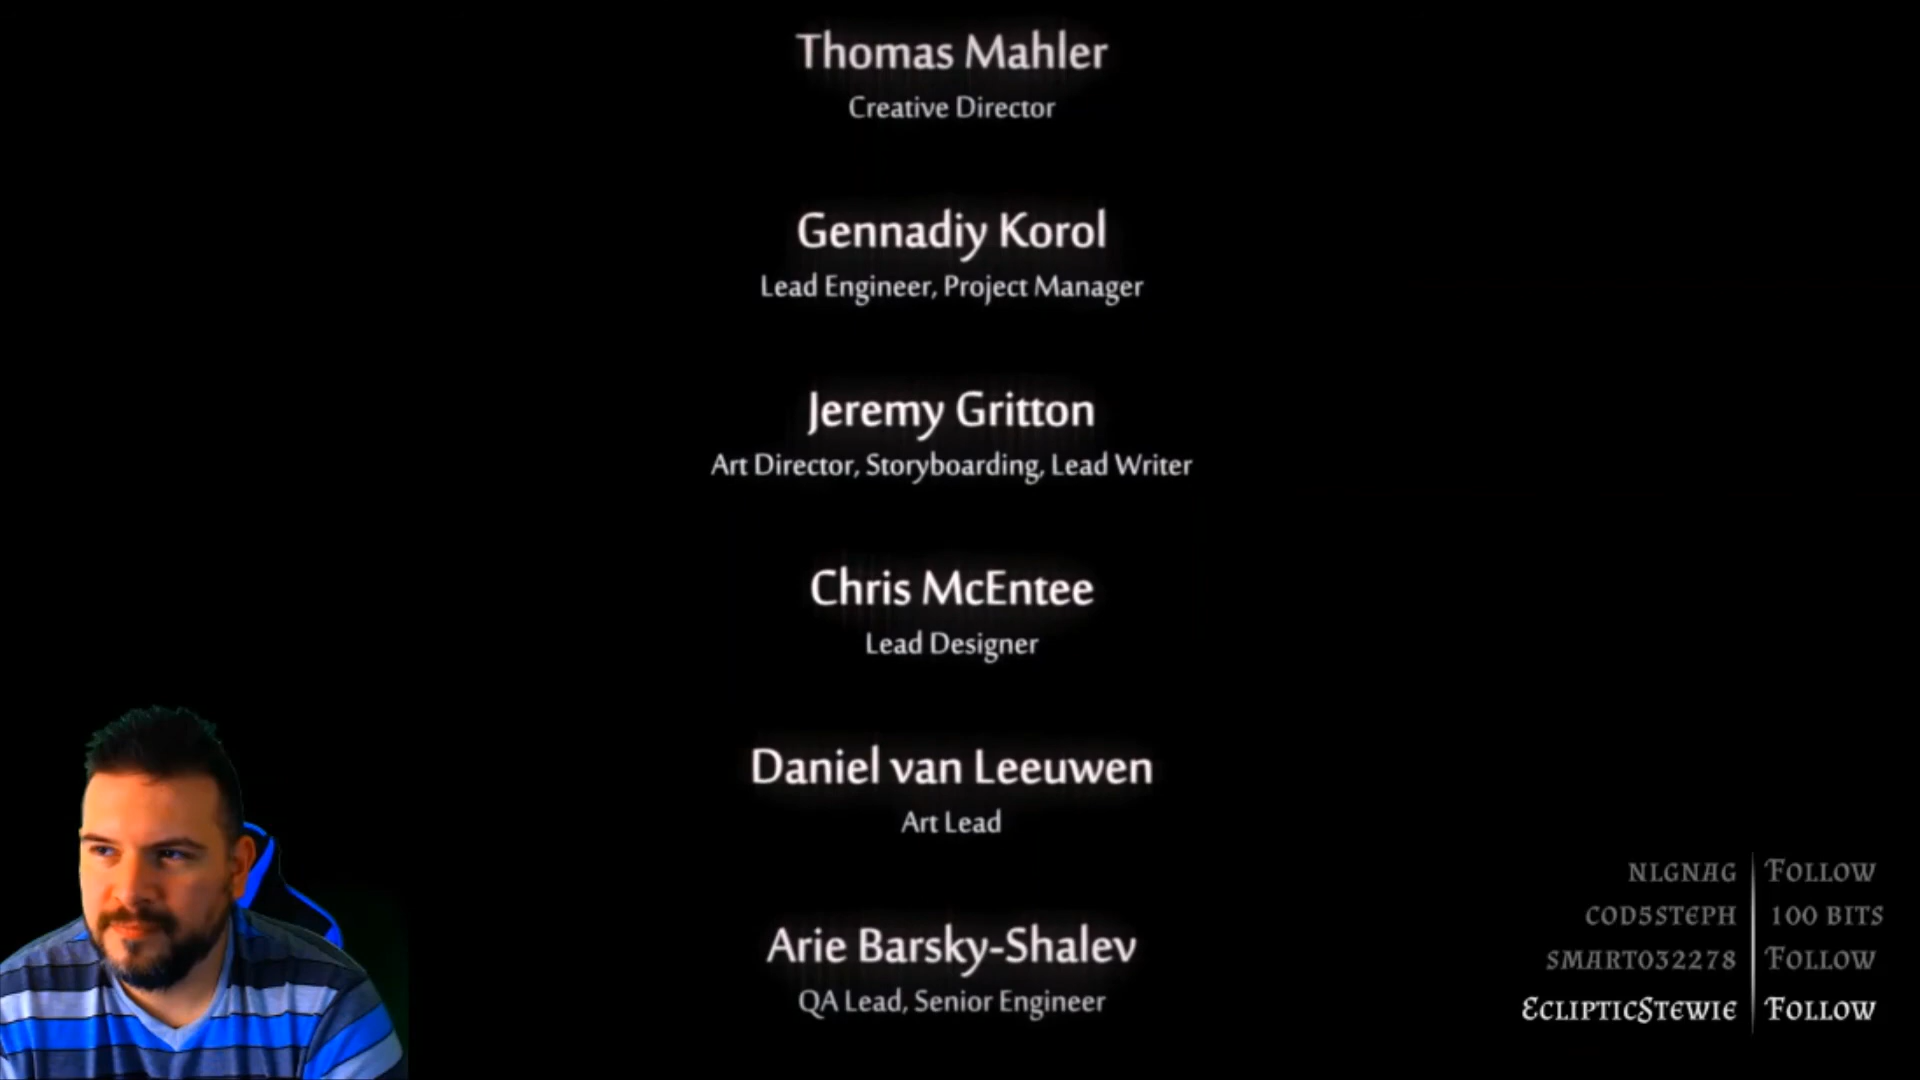 Thomas Mahler
Creative Director
Gennadiy Korol
Lead Engineer, Project Manager
Jeremy Gritton
Art Director, Storyboarding, Lead Writer
Chris McEntee
Lead Designer
Daniel van Leeuwen
Art Lead
Arie Barsky-Shalev
QA Lead, Senior Engineer
NLGNAG FOLLOW
COD5STEPH 100 BITS
SMART032278 FOLLOW
EclipticStewie Follow